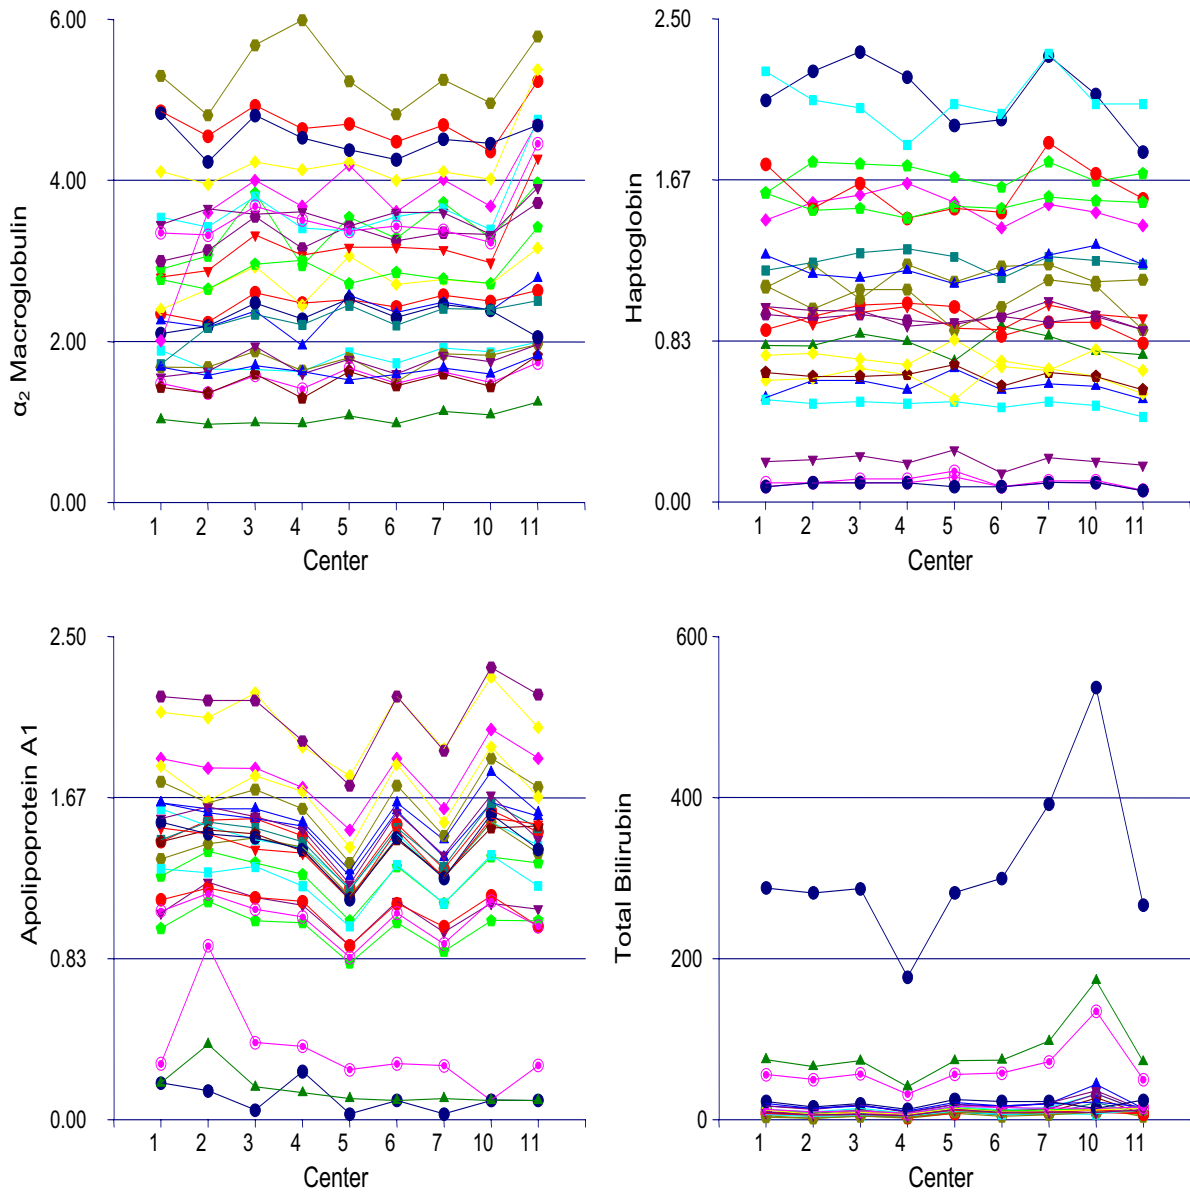 6.00
4.00
2.00
0.00
α₂ Macroglobulin
1 2 3 4 5 6 7 10 11
Center
2.50
1.67
0.83
0.00
Haptoglobin
1 2 3 4 5 6 7 10 11
Center
2.50
1.67
0.83
0.00
Apolipoprotein A1
1 2 3 4 5 6 7 10 11
Center
600
400
200
0
Total Bilirubin
1 2 3 4 5 6 7 10 11
Center